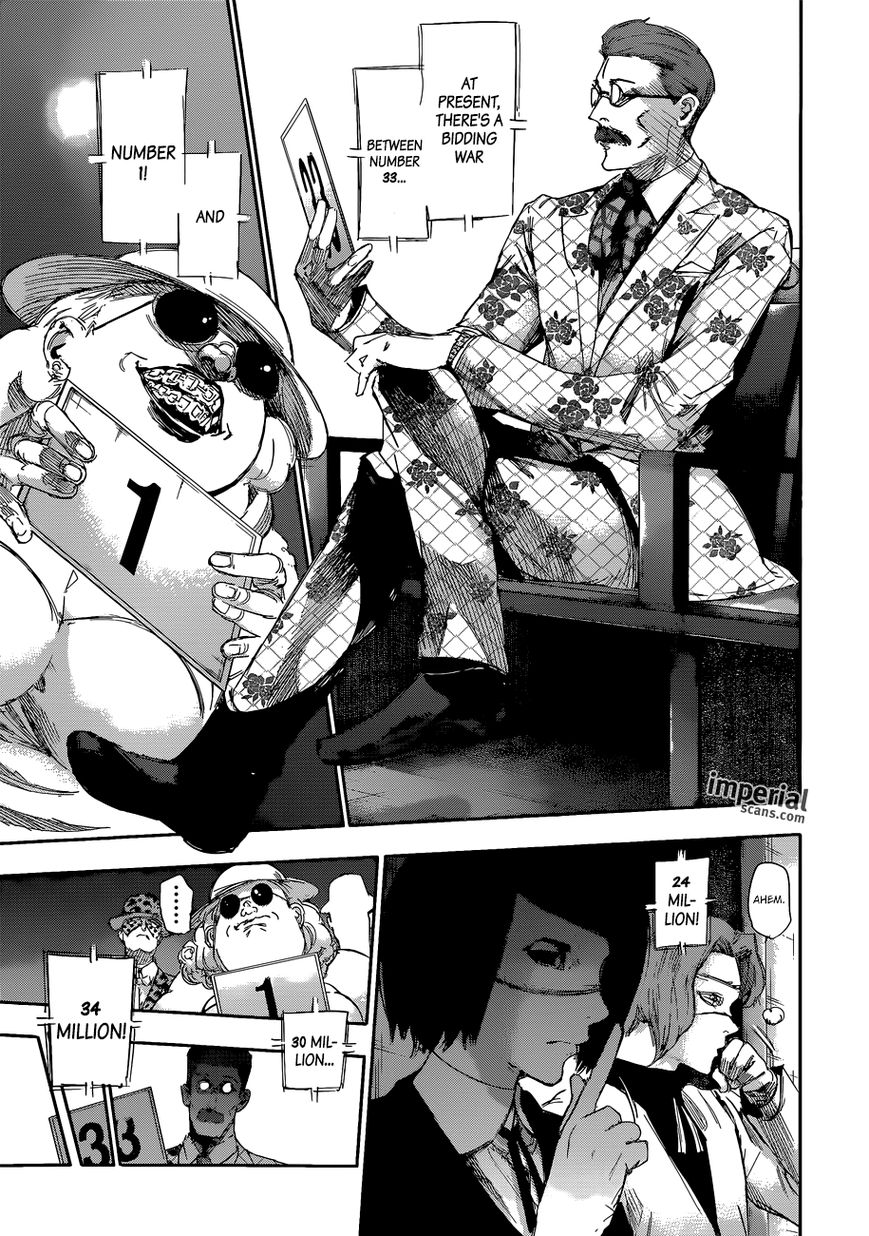 AT
PRESENT,
THERE'S A
BIDDING
WAR
BETWEEN
NUMBER
33...
33
AND
NUMBER
1!
1
AHEM.
24
MIL-
LION!
1
30 MIL-
LION...
34
MILLION!
33
imperial
scans.com